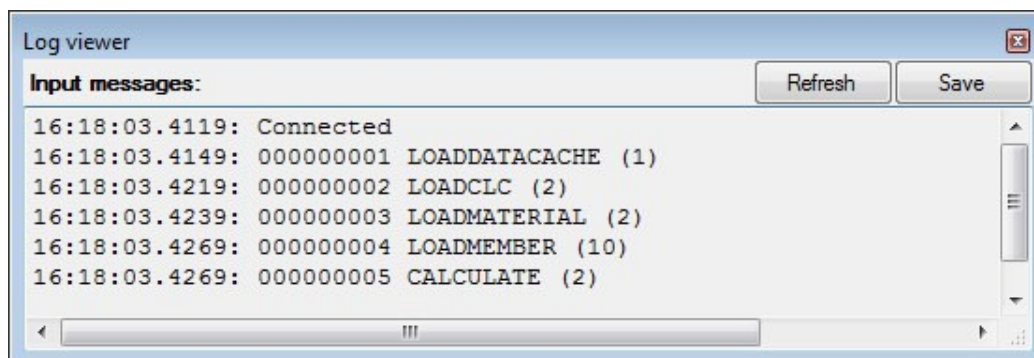 Log viewer
Input messages:
Refresh
Save
16:18:03.4119: Connected
16:18:03.4149: 000000001 LOADDATACACHE (1)
16:18:03.4219: 000000002 LOADCLC (2)
16:18:03.4239: 000000003 LOADMATERIAL (2)
16:18:03.4269: 000000004 LOADMEMBER (10)
16:18:03.4269: 000000005 CALCULATE (2)